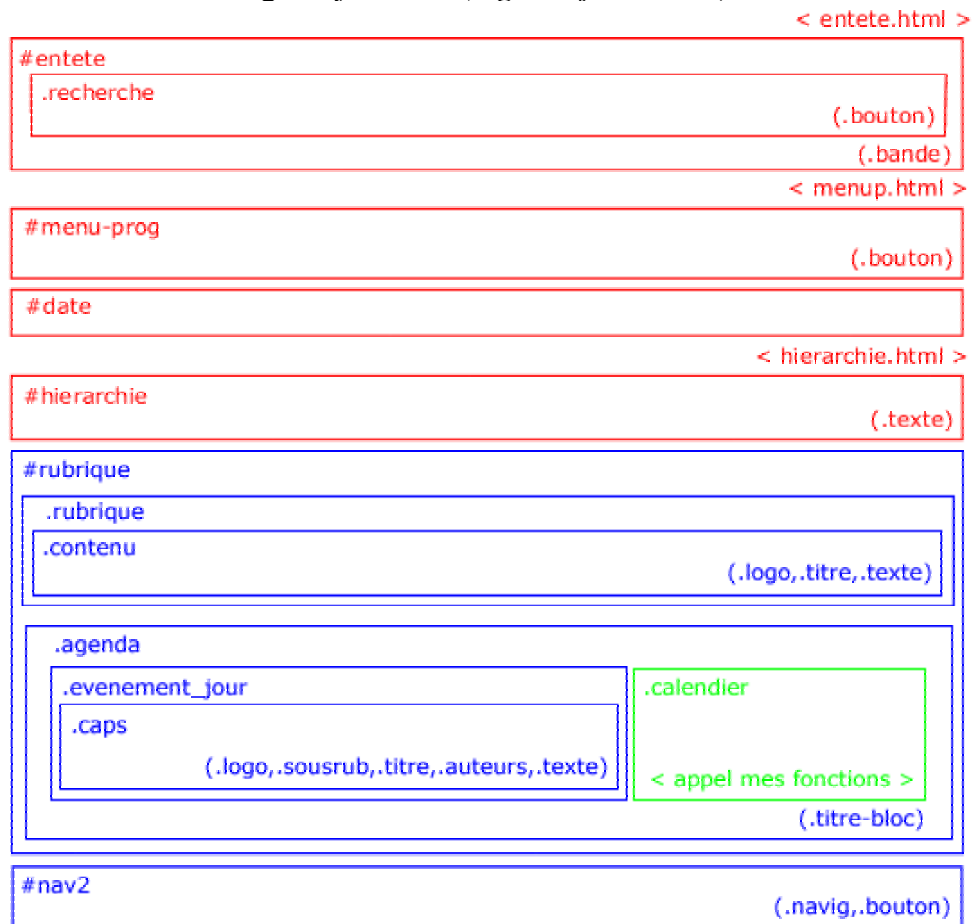 < entete.html >
#entete
.recherche
(.bouton)
(.bande)
< menup.html >
#menu-prog
(.bouton)
#date
< hierarchie.html >
#hierarchie
(.texte)
#rubrique
.rubrique
.contenu
(.logo,.titre,.texte)
.agenda
.evenement_jour
.calendier
.caps
(.logo,.sousrub,.titre,.auteurs,.texte)
< appel mes fonctions >
(.titre-bloc)
#nav2
(.navig,.bouton)